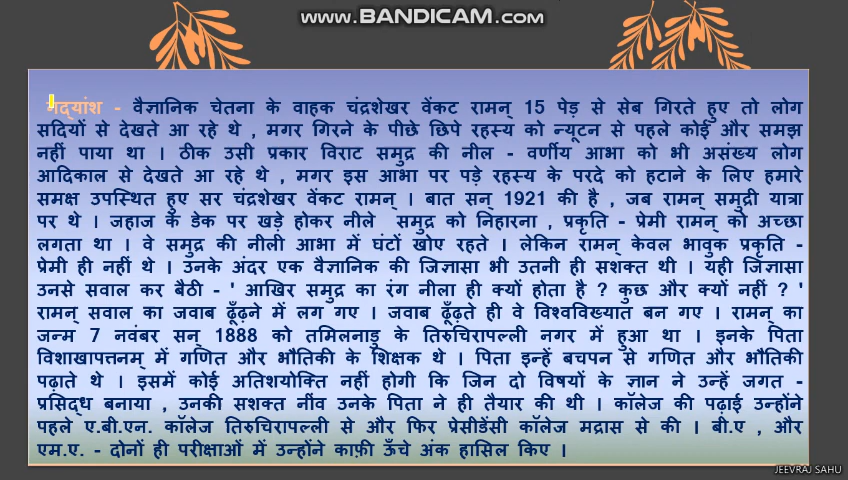 www.BANDICAM.com
गद्यांश - वैज्ञानिक चेतना के वाहक चंद्रशेखर वेंकट रामन् 15 पेड़ से सेब गिरते हुए तो लोग
सदियों से देखते आ रहे थे , मगर गिरने के पीछे छिपे रहस्य को न्यूटन से पहले कोई और समझ
नहीं पाया था । ठीक उसी प्रकार विराट समुद्र की नील - वर्णीय आभा को भी असंख्य लोग
आदिकाल से देखते आ रहे थे , मगर इस आभा पर पड़े रहस्य के परदे को हटाने के लिए हमारे
समक्ष उपस्थित हुए सर चंद्रशेखर वेंकट रामन् । बात सन् 1921 की है , जब रामन् समुद्री यात्रा
पर थे । जहाज के डेक पर खड़े होकर नीले समुद्र को निहारना , प्रकृति - प्रेमी रामन् को अच्छा
लगता था । वे समुद्र की नीली आभा में घंटों खोए रहते । लेकिन रामन् केवल भावुक प्रकृति -
प्रेमी ही नहीं थे । उनके अंदर एक वैज्ञानिक की जिज्ञासा भी उतनी ही सशक्त थी । यही जिज्ञासा
उनसे सवाल कर बैठी - ' आखिर समुद्र का रंग नीला ही क्यों होता है ? कुछ और क्यों नहीं ? '
रामन् सवाल का जवाब ढूँढ़ने में लग गए । जवाब ढूँढ़ते ही वे विश्वविख्यात बन गए । रामन् का
जन्म 7 नवंबर सन् 1888 को तमिलनाडु के तिरुचिरापल्ली नगर में हुआ था । इनके पिता
विशाखापत्तनम् में गणित और भौतिकी के शिक्षक थे । पिता इन्हें बचपन से गणित और भौतिकी
पढ़ाते थे । इसमें कोई अतिशयोक्ति नहीं होगी कि जिन दो विषयों के ज्ञान ने उन्हें जगत -
प्रसिद्ध बनाया , उनकी सशक्त नींव उनके पिता ने ही तैयार की थी । कॉलेज की पढ़ाई उन्होंने
पहले ए.बी.एन. कॉलेज तिरुचिरापल्ली से और फिर प्रेसीडेंसी कॉलेज मद्रास से की । बी.ए , और
एम.ए. - दोनों ही परीक्षाओं में उन्होंने काफ़ी ऊँचे अंक हासिल किए ।
JEEVRAJ SAHU